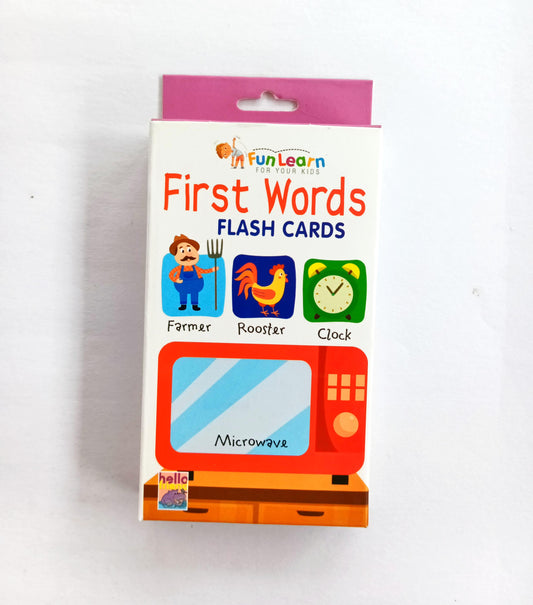 Fun Learn
FOR YOUR KIDS
First Words
FLASH CARDS
Farmer
Rooster
Clock
Microwave
hello